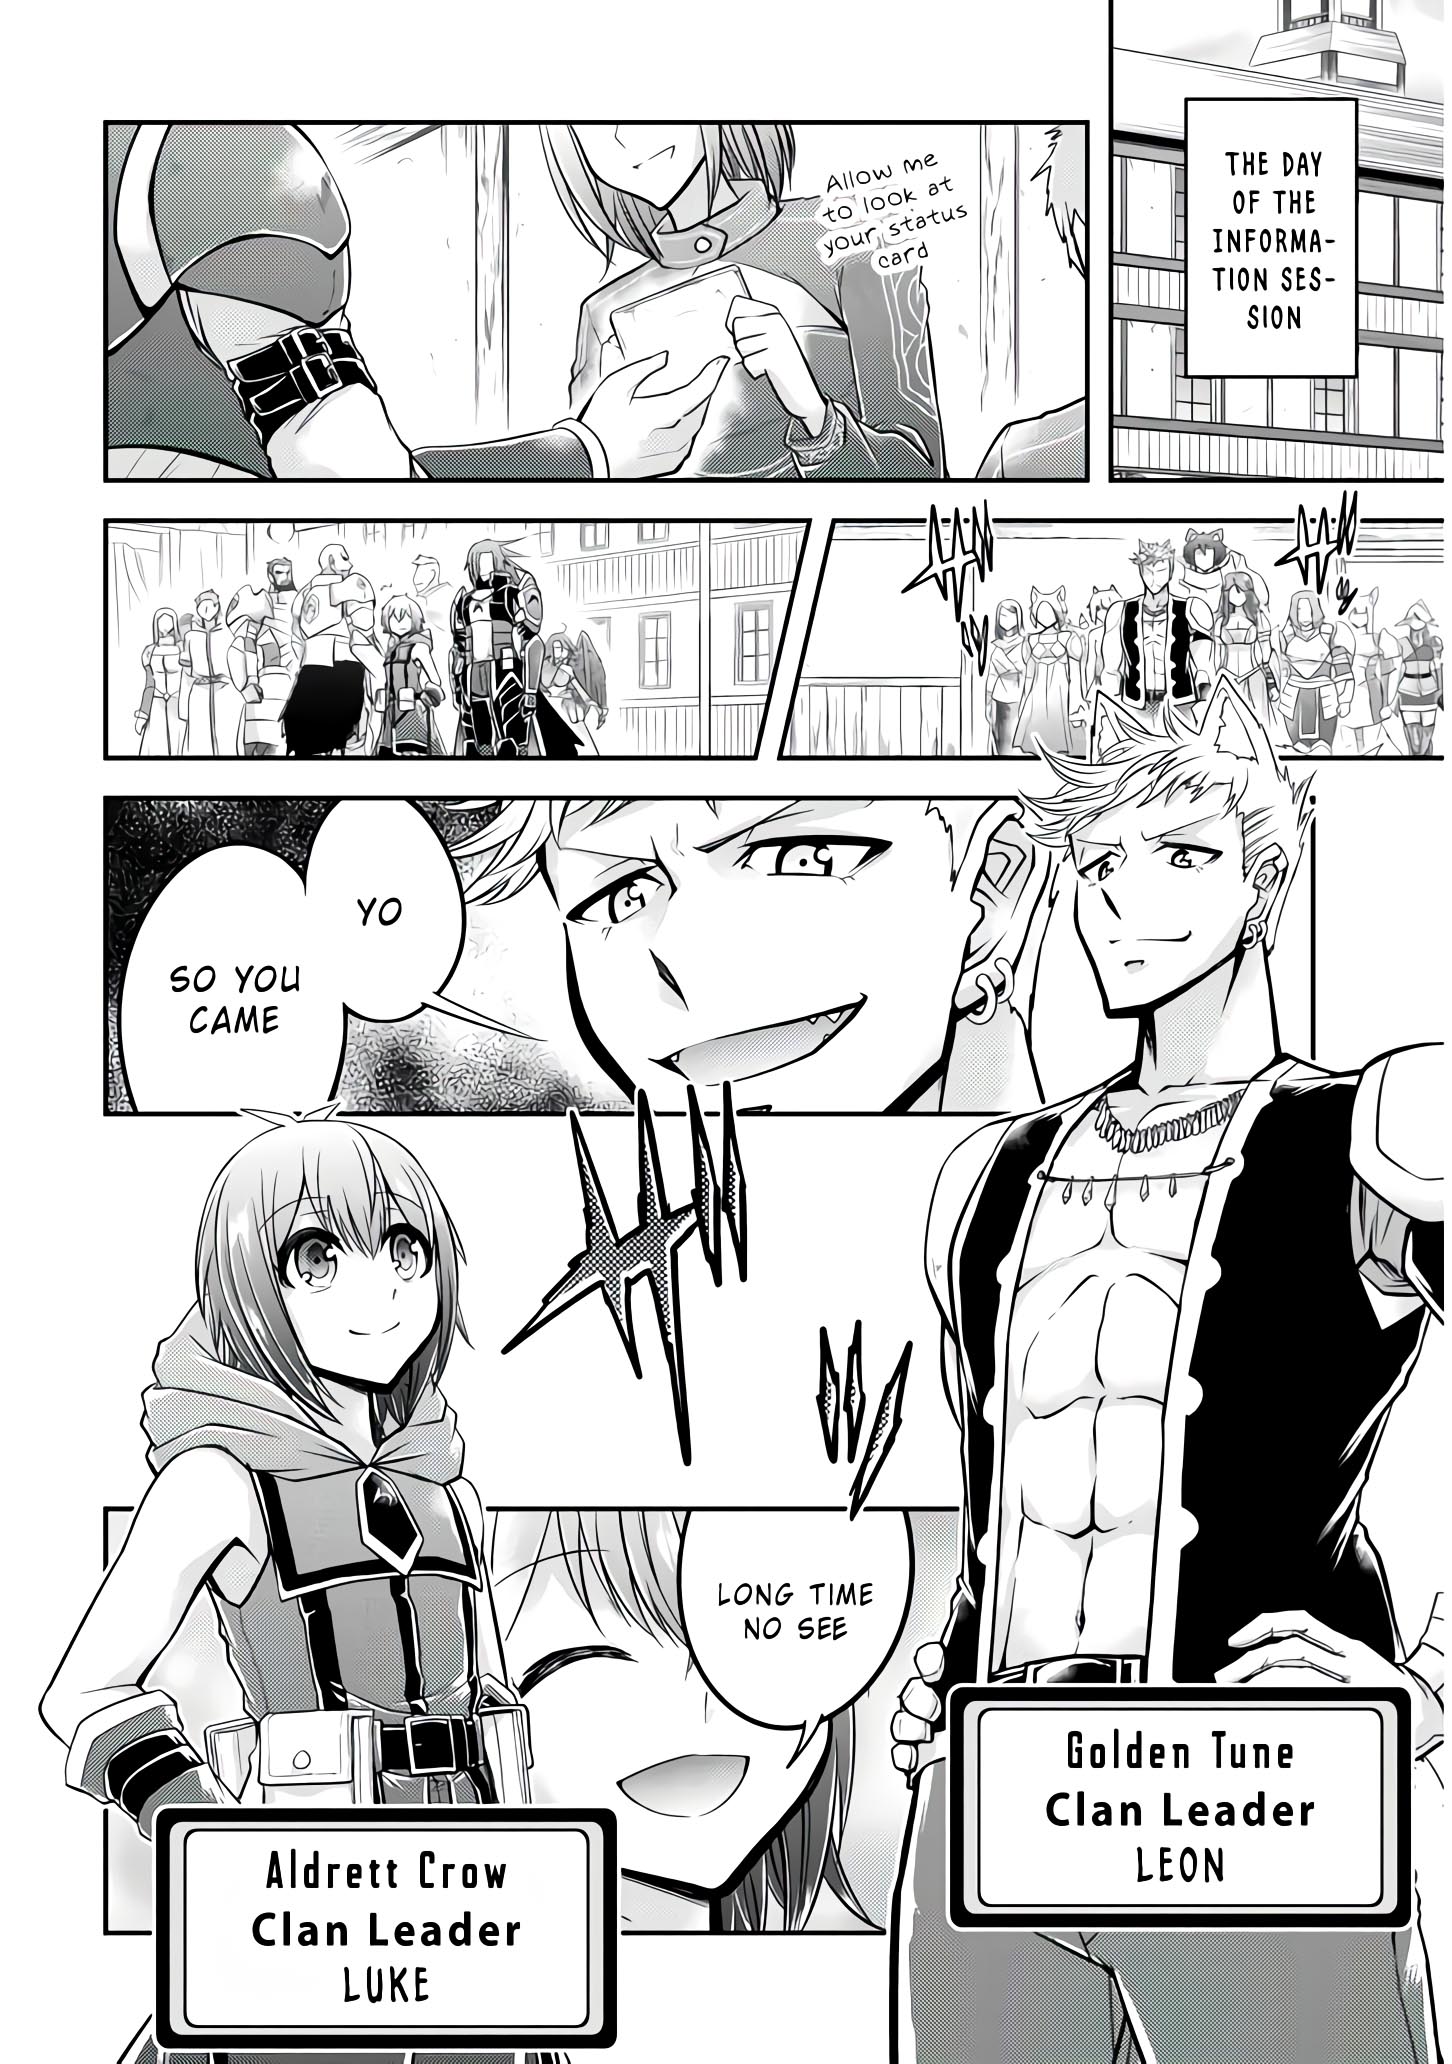 THE DAY
OF THE
INFORMA-
TION SES-
SION
Allow me
to look at
your status
card
YO
SO YOU
CAME
LONG TIME
NO SEE
Golden Tune
Clan Leader
LEON
Aldrett Crow
Clan Leader
LUKE